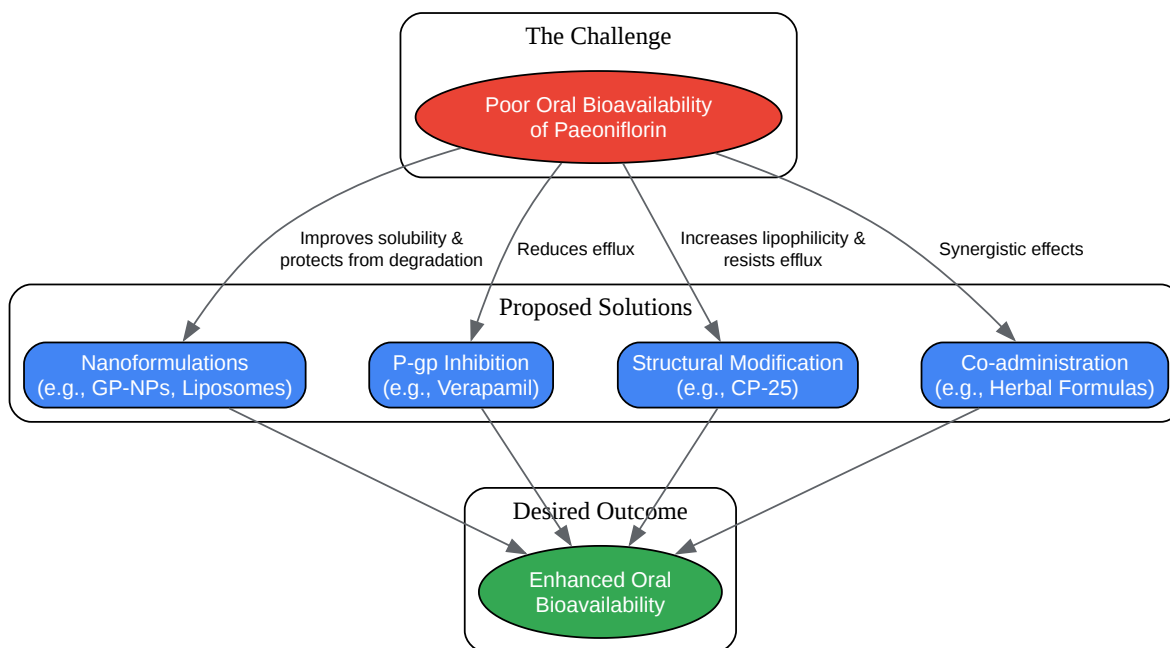 The Challenge
Poor Oral Bioavailability
of Paeoniflorin
Improves solubility &
protects from degradation
Reduces efflux
Increases lipophilicity &
resists efflux
Synergistic effects
Proposed Solutions
Nanoformulations
(e.g., GP-NPs, Liposomes)
P-gp Inhibition
(e.g., Verapamil)
Structural Modification
(e.g., CP-25)
Co-administration
(e.g., Herbal Formulas)
Desired Outcome
Enhanced Oral
Bioavailability